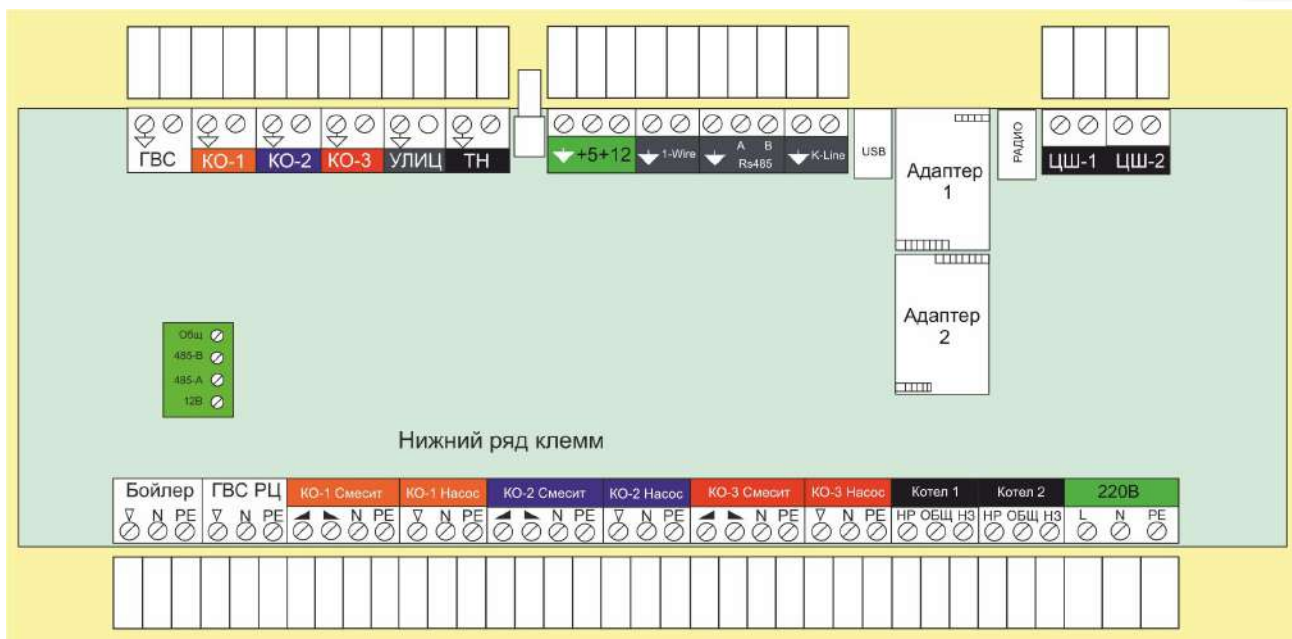 ГВС КО-1 КО-2 КО-3 УЛИЦ ТН +5+12 1-Wire A B Rs485 K-Line USB РАДИО ЦШ-1 ЦШ-2
Адаптер
1
Адаптер
2
Общ
485-B
485-A
12В
Нижний ряд клемм
Бойлер ГВС РЦ КО-1 Смесит КО-1 Насос КО-2 Смесит КО-2 Насос КО-3 Смесит КО-3 Насос Котел 1 Котел 2 220В
N PE N PE N PE N PE N PE N PE N PE N PE НР ОБЩ НЗ НР ОБЩ НЗ L N PE